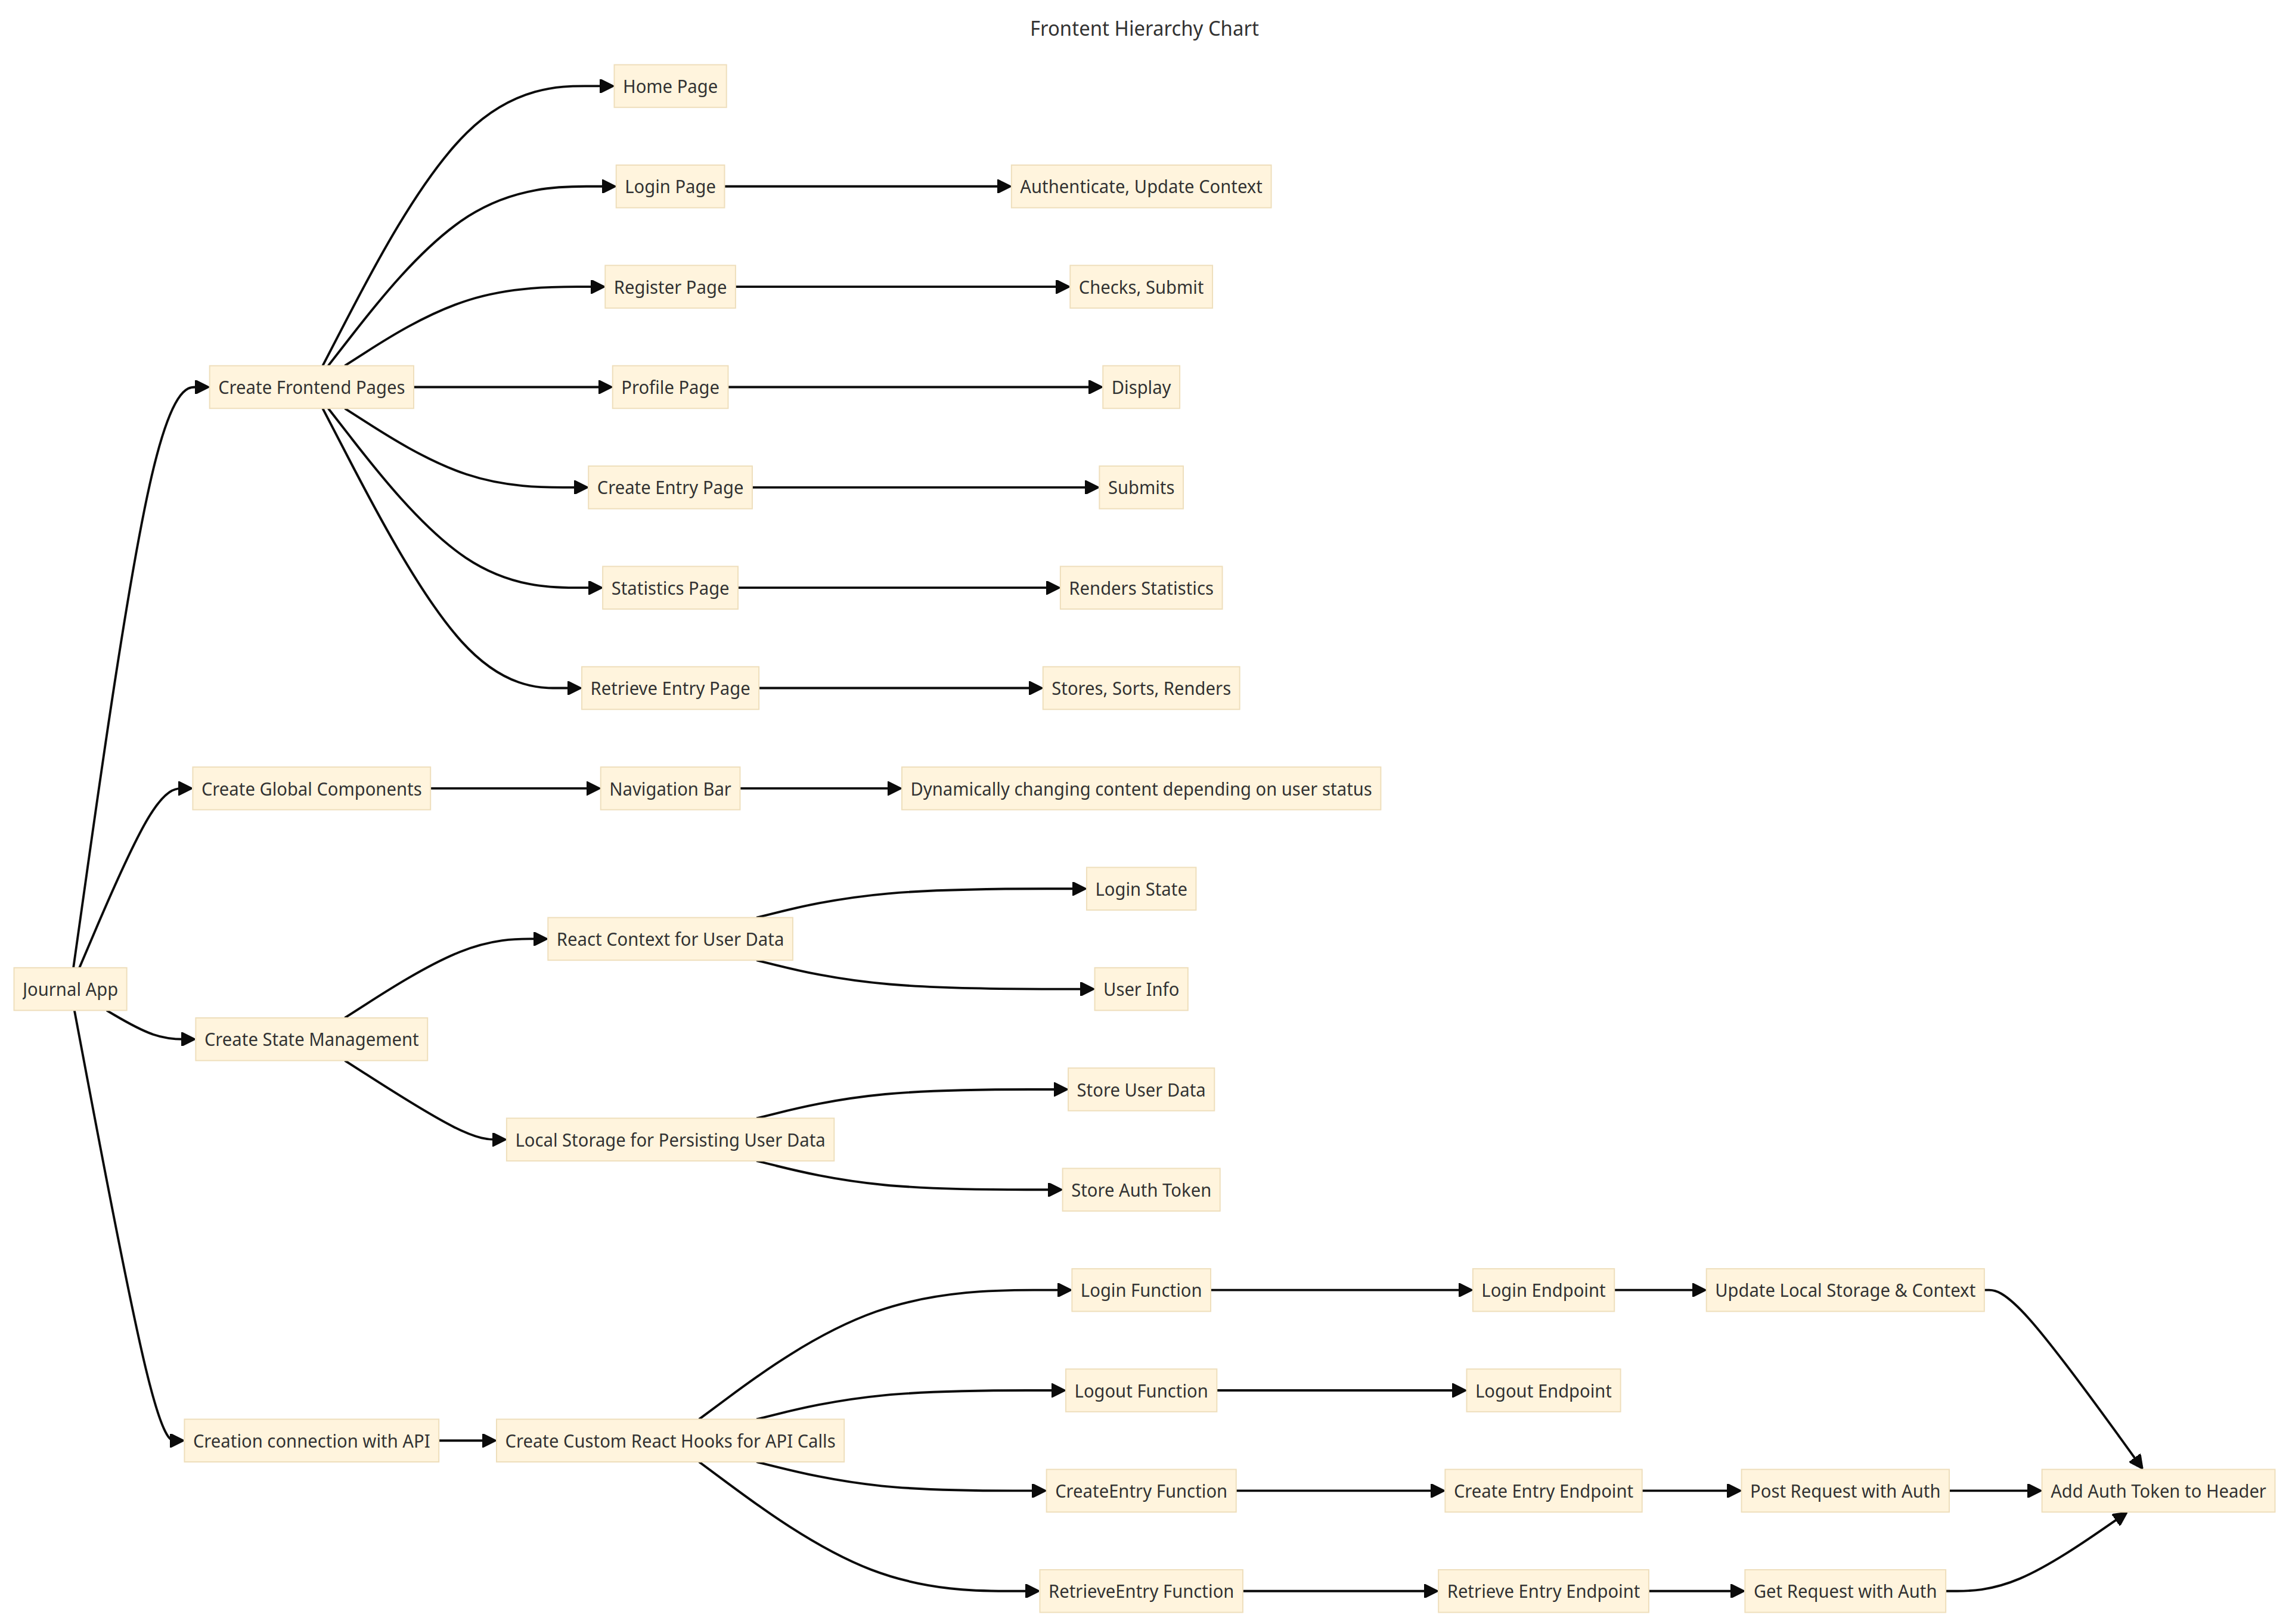 Frontent Hierarchy Chart
Home Page
Login Page
Authenticate, Update Context
Register Page
Checks, Submit
Create Frontend Pages
Profile Page
Display
Create Entry Page
Submits
Statistics Page
Renders Statistics
Retrieve Entry Page
Stores, Sorts, Renders
Create Global Components
Navigation Bar
Dynamically changing content depending on user status
Login State
React Context for User Data
Journal App
User Info
Create State Management
Store User Data
Local Storage for Persisting User Data
Store Auth Token
Login Function
Login Endpoint
Update Local Storage & Context
Logout Function
Logout Endpoint
Creation connection with API
Create Custom React Hooks for API Calls
CreateEntry Function
Create Entry Endpoint
Post Request with Auth
Add Auth Token to Header
RetrieveEntry Function
Retrieve Entry Endpoint
Get Request with Auth